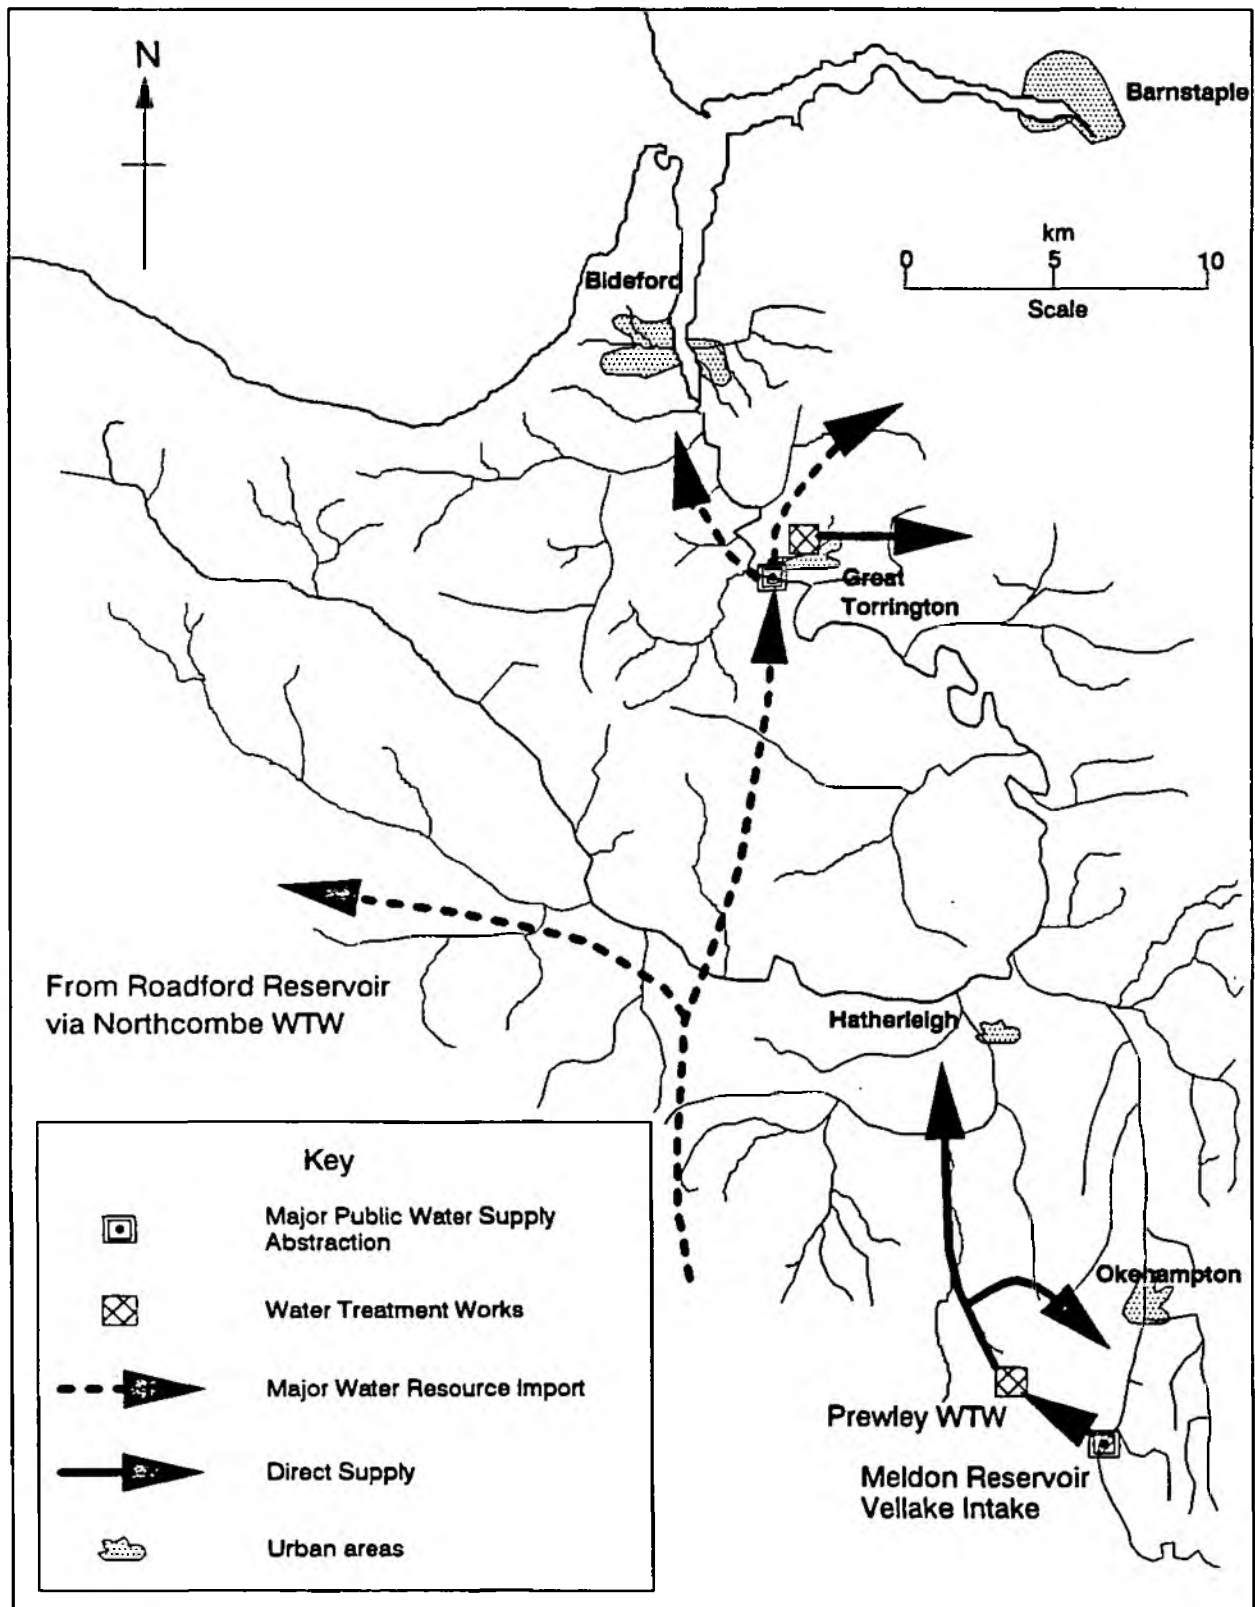 N
Barnstaple
km
0 5 10
Scale
Bideford
Great
Torrington
From Roadford Reservoir
via Northcombe WTW
Hatherleigh
Okehampton
Prewley WTW
Meldon Reservoir
Vellake Intake
Key
Major Public Water Supply
Abstraction
Water Treatment Works
Major Water Resource Import
Direct Supply
Urban areas